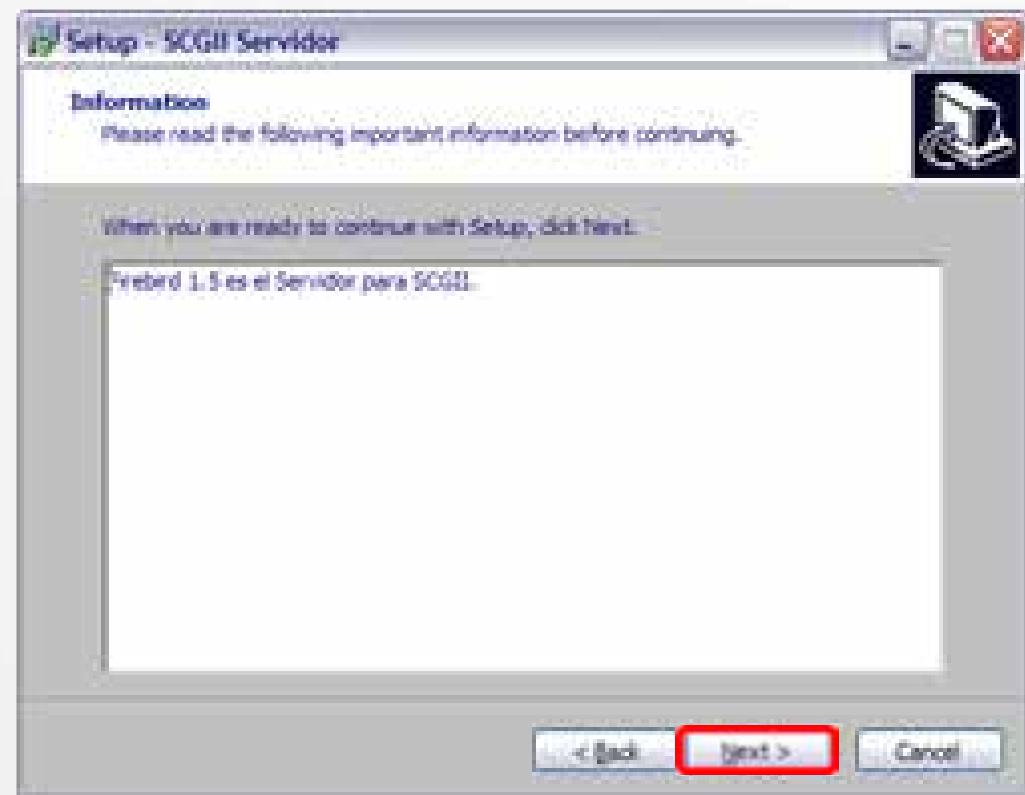 Setup - SCGII Servidor
Information
Please read the following important information before continuing.
When you are ready to continue with Setup, click Next.
Firebird 1.5 es el Servidor para SCGII.
< Back
Next >
Cancel